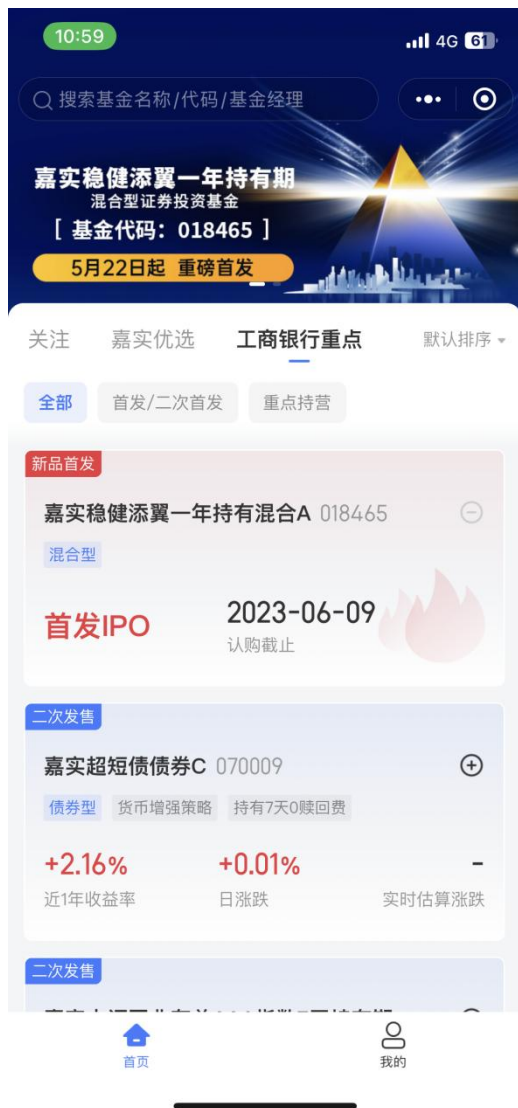 10:59
4G 61
搜索基金名称/代码/基金经理
嘉实稳健添翼一年持有期
混合型证券投资基金
[ 基金代码：018465 ]
5月22日起 重磅首发
关注 嘉实优选 工商银行重点 默认排序
全部 首发/二次首发 重点持营
新品首发
嘉实稳健添翼一年持有混合A 018465
混合型
首发IPO 2023-06-09
认购截止
二次发售
嘉实超短债债券C 070009
债券型 货币增强策略 持有7天0赎回费
+2.16% +0.01% -
近1年收益率 日涨跌 实时估算涨跌
二次发售
首页 我的